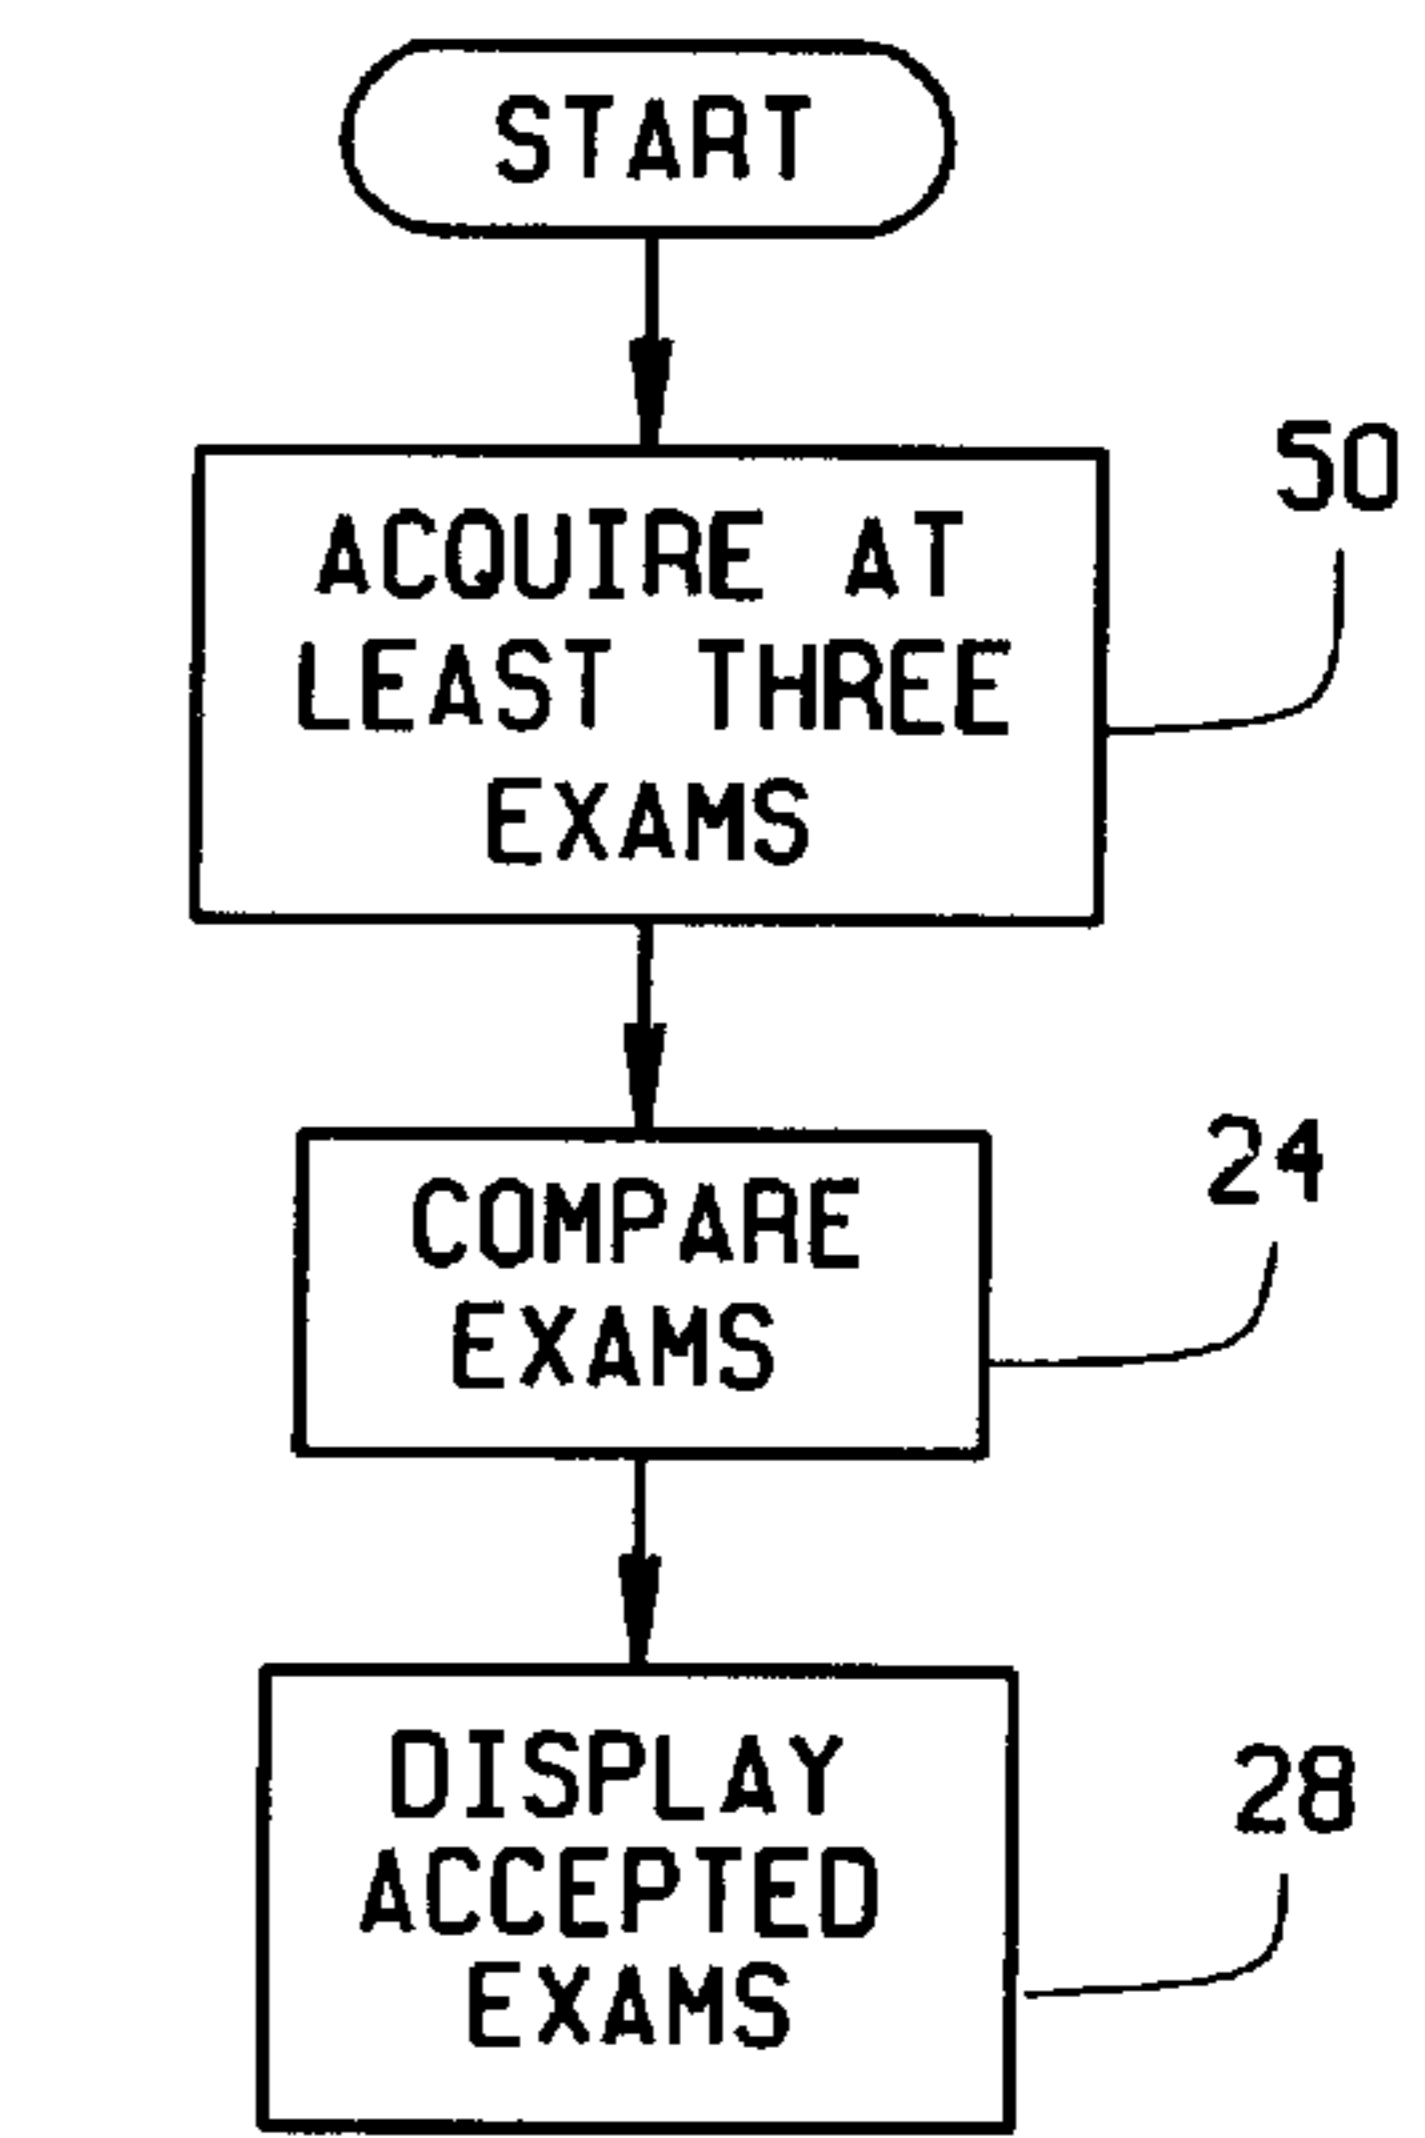 START
50
ACQUIRE AT
LEAST THREE
EXAMS
24
COMPARE
EXAMS
28
DISPLAY
ACCEPTED
EXAMS